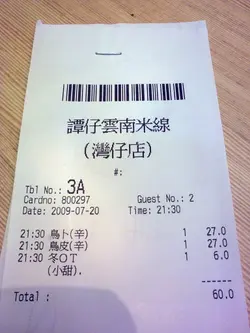 譚仔雲南米線
(灣仔店)
#:
Tbl No.: 3A
Cardno: 800297 Guest No.: 2
Date: 2009-07-20 Time: 21:30
21:30 鳥卜(辛) 1 27.0
21:30 鳥皮(辛) 1 27.0
21:30 冬OT 1 6.0
(小甜).
Total : 60.0